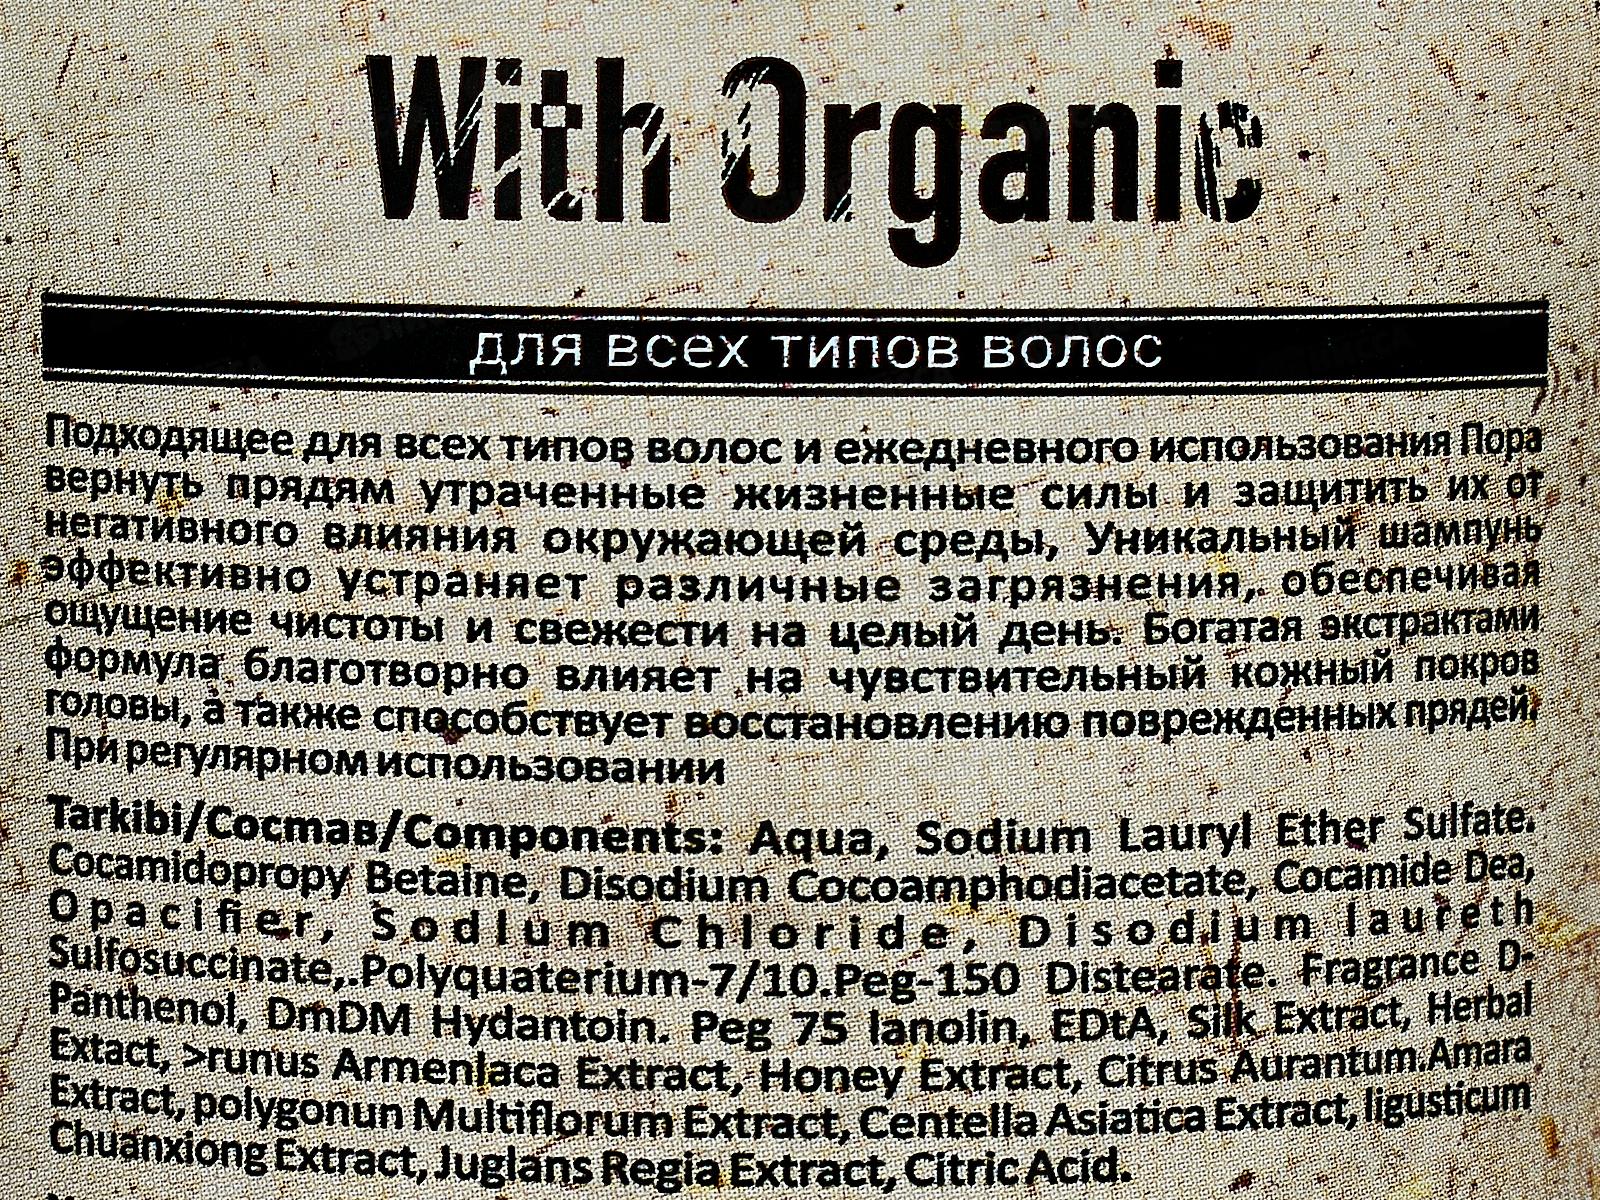 With Organic
для всех типов волос
Подходящее для всех типов волос и ежедневного использования Пора
вернуть прядям утраченные жизненные силы и защитить их от
негативного влияния окружающей среды, Уникальный шампунь
эффективно устраняет различные загрязнения, обеспечивая
ощущение чистоты и свежести на целый день. Богатая экстрактами
формула благотворно влияет на чувствительный кожный покров
головы, а также способствует восстановлению поврежденных прядей.
При регулярном использовании
Tarkibi/Состав/Components: Aqua, Sodium Lauryl Ether Sulfate.
Cocamidopropy Betaine, Disodium Cocoamphodiacetate, Cocamide Dea,
Opacifier, Sodlum Chloride, Disodium laureth
Sulfosuccinate,.Polyquaterium-7/10.Peg-150 Distearate. Fragrance D-
Panthenol, DmDM Hydantoin. Peg 75 lanolin, EDtA, Silk Extract, Herbal
Extact, >runus Armenlaca Extract, Honey Extract, Citrus Aurantum.Amara
Extract, polygonun Multiflorum Extract, Centella Asiatica Extract, ligusticum
Chuanxiong Extract, Juglans Regia Extract, Citric Acid.